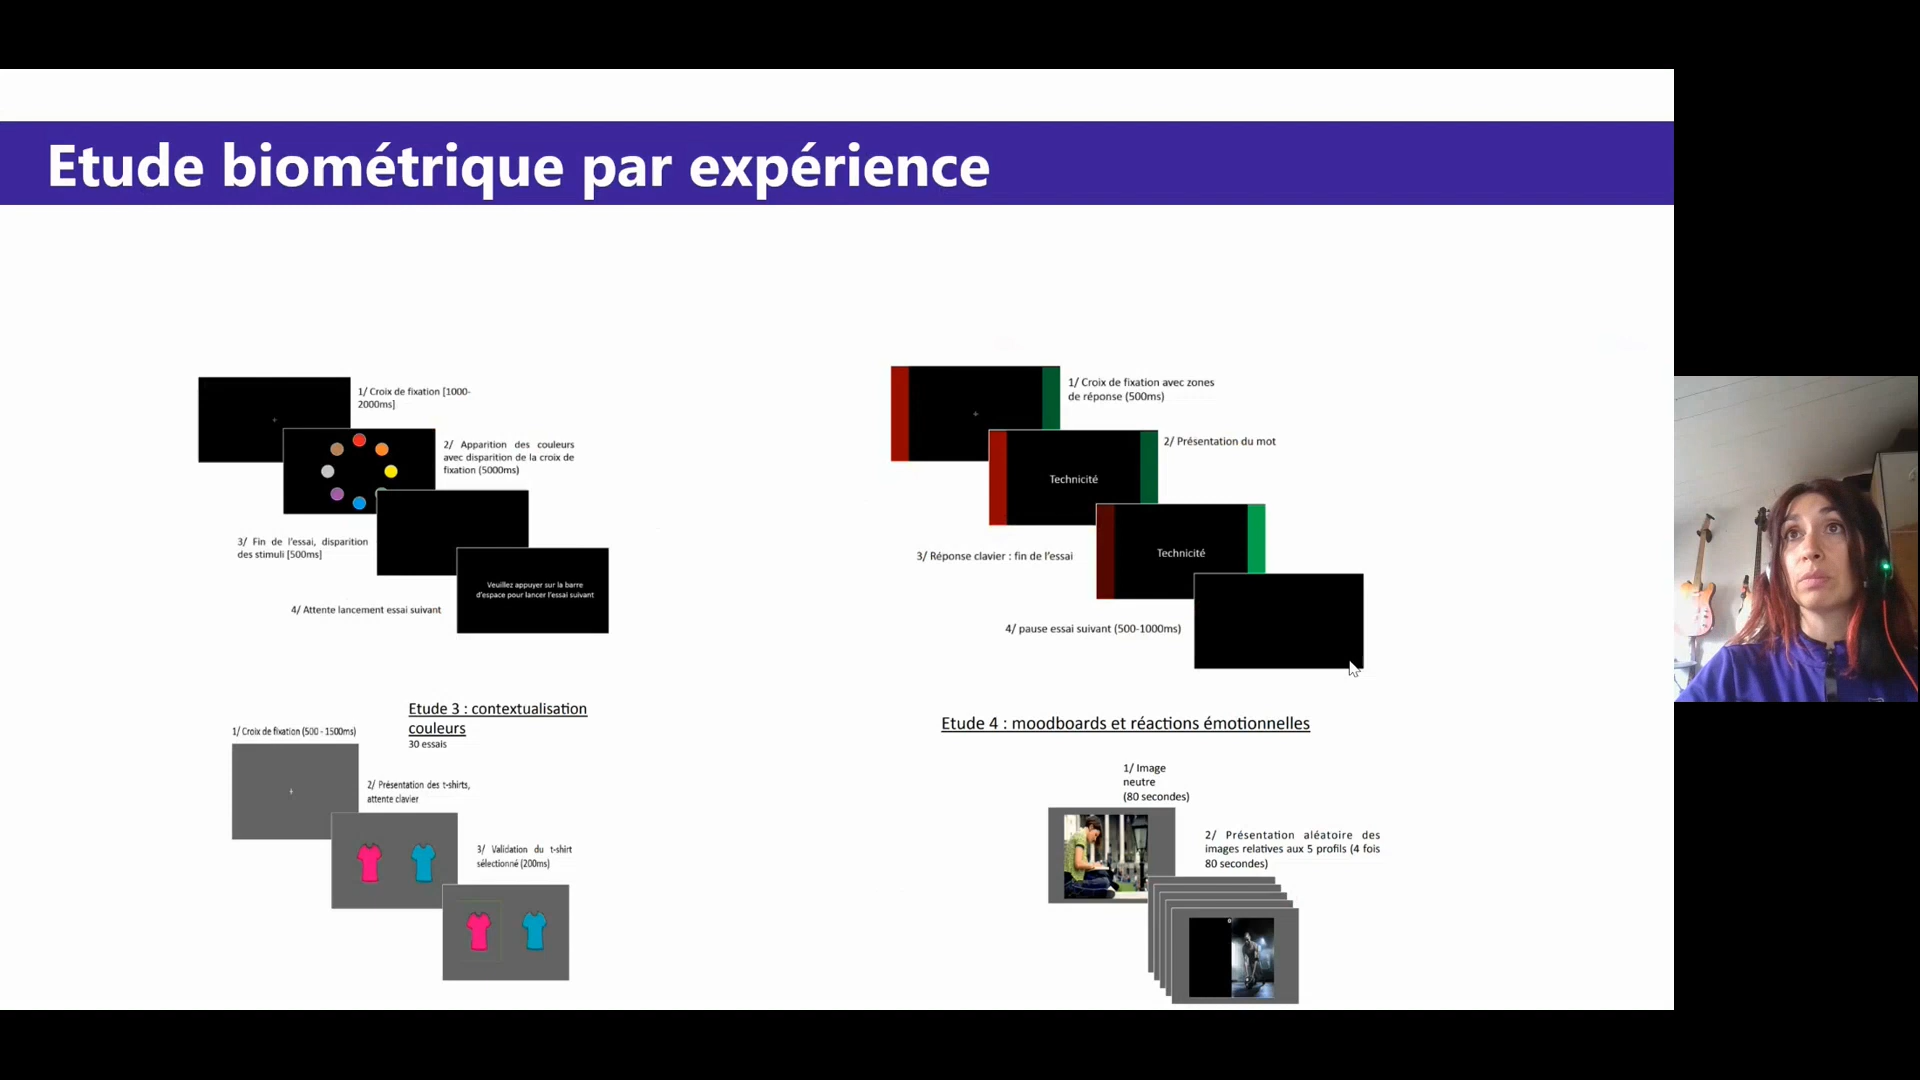 Etude biométrique par expérience
1/ Croix de fixation [1000-
2000ms]
2/ Apparition des couleurs
avec disparition de la croix de
fixation (5000ms)
3/ Fin de l'essai, disparition
des stimuli [500ms]
Veuillez appuyer sur la barre
d'espace pour lancer l'essai suivant
4/ Attente lancement essai suivant
1/ Croix de fixation avec zones
de réponse (500ms)
2/ Présentation du mot
Technicité
3/ Réponse clavier : fin de l'essai
Technicité
4/ pause essai suivant (500-1000ms)
Etude 3 : contextualisation
couleurs
30 essais
1/ Croix de fixation (500 - 1500ms)
2/ Présentation des t-shirts,
attente clavier
3/ Validation du t-shirt
sélectionné (200ms)
Etude 4 : moodboards et réactions émotionnelles
1/ Image
neutre
(80 secondes)
2/ Présentation aléatoire des
images relatives aux 5 profils (4 fois
80 secondes)